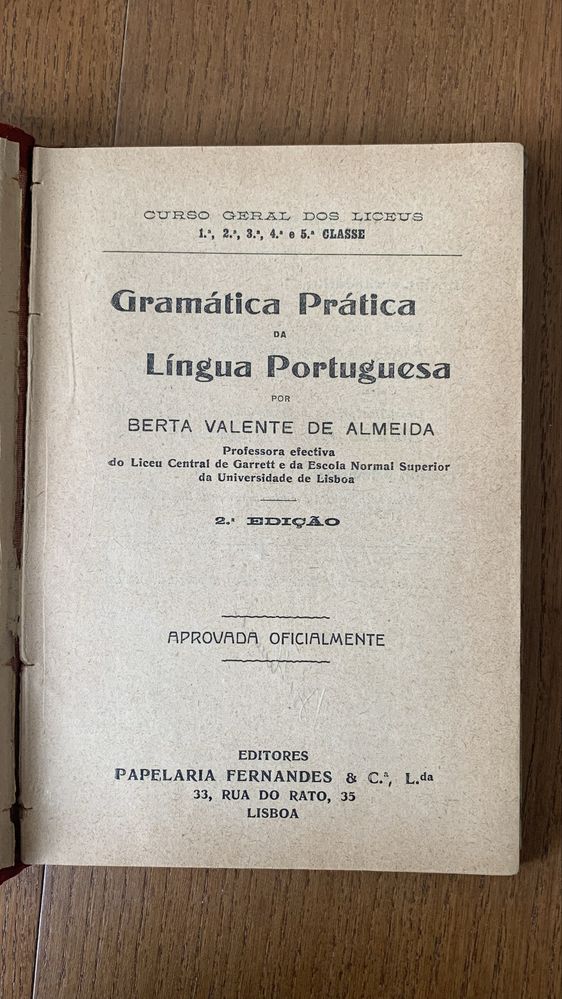 CURSO GERAL DOS LICEUS
1.ª, 2.ª, 3.ª, 4.ª e 5.ª CLASSE
Gramática Prática
DA
Língua Portuguesa
POR
BERTA VALENTE DE ALMEIDA
Professora efectiva
do Liceu Central de Garrett e da Escola Normal Superior
da Universidade de Lisboa
2.ª EDIÇÃO
APROVADA OFICIALMENTE
EDITORES
PAPELARIA FERNANDES & C.ª, L.da
33, RUA DO RATO, 35
LISBOA